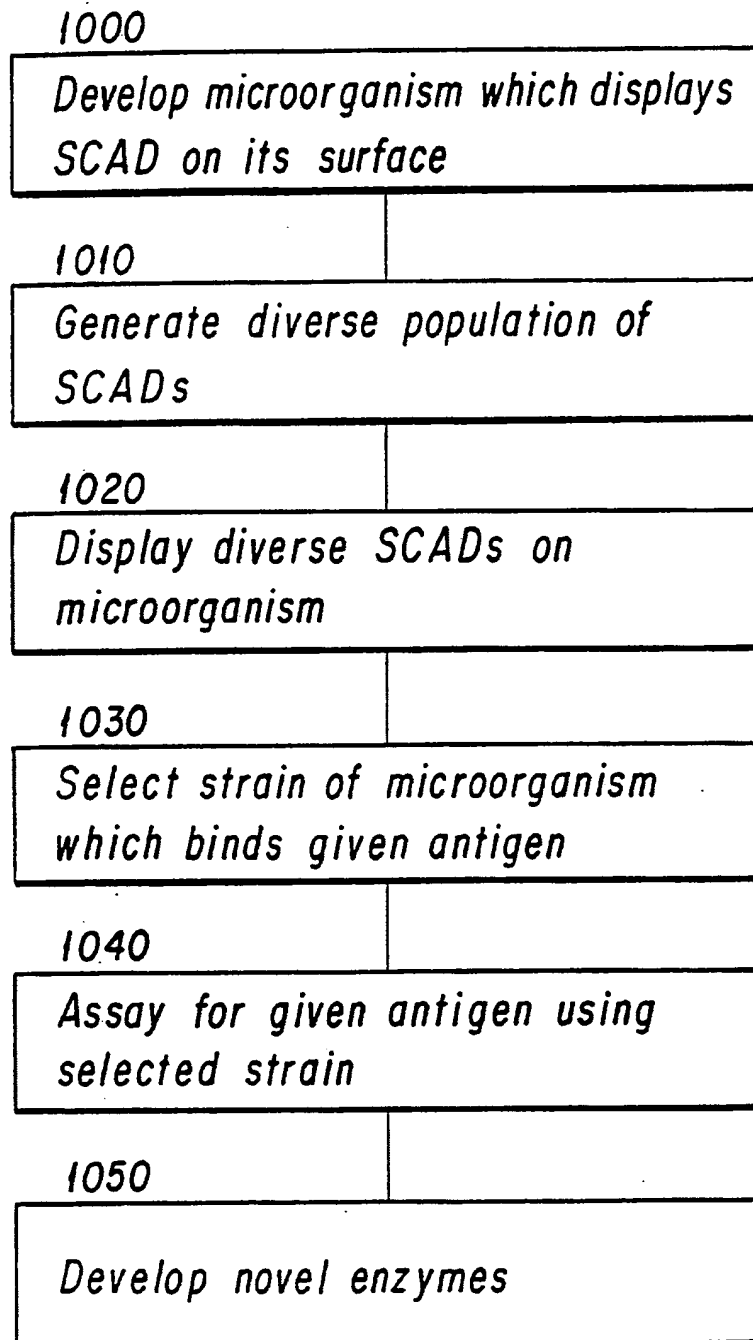 1000
Develop microorganism which displays
SCAD on its surface
1010
Generate diverse population of
SCADs
1020
Display diverse SCADs on
microorganism
1030
Select strain of microorganism
which binds given antigen
1040
Assay for given antigen using
selected strain
1050
Develop novel enzymes